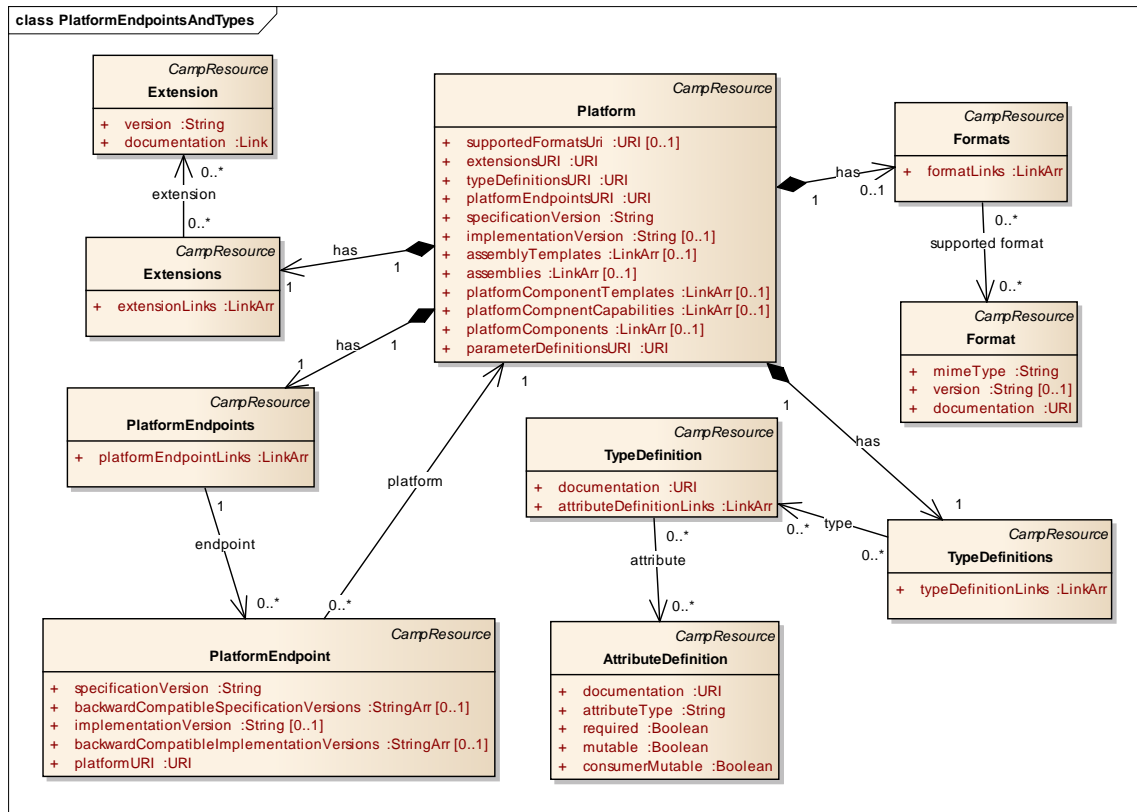 class PlatformEndpointsAndTypes
CampResource
Extension
+ version :String
+ documentation :Link
0..*
extension
0..*
CampResource
Extensions
+ extensionLinks :LinkArr
CampResource
Platform
+ supportedFormatsUri :URI [0..1]
+ extensionsURI :URI
+ typeDefinitionsURI :URI
+ platformEndpointsURI :URI
+ specificationVersion :String
+ implementationVersion :String [0..1]
+ assemblyTemplates :LinkArr [0..1]
+ assemblies :LinkArr [0..1]
+ platformComponentTemplates :LinkArr [0..1]
+ platformCompnentCapabilities :LinkArr [0..1]
+ platformComponents :LinkArr [0..1]
+ parameterDefinitionsURI :URI
has
1
1
has
1
1
has
1
0..1
CampResource
Formats
+ formatLinks :LinkArr
0..*
supported format
0..*
CampResource
Format
+ mimeType :String
+ version :String [0..1]
+ documentation :URI
CampResource
PlatformEndpoints
+ platformEndpointLinks :LinkArr
1
endpoint
0..*
platform
1
0..*
CampResource
PlatformEndpoint
+ specificationVersion :String
+ backwardCompatibleSpecificationVersions :StringArr [0..1]
+ implementationVersion :String [0..1]
+ backwardCompatibleImplementationVersions :StringArr [0..1]
+ platformURI :URI
1
has
1
CampResource
TypeDefinition
+ documentation :URI
+ attributeDefinitionLinks :LinkArr
0..*
type
0..*
CampResource
TypeDefinitions
+ typeDefinitionLinks :LinkArr
0..*
attribute
0..*
CampResource
AttributeDefinition
+ documentation :URI
+ attributeType :String
+ required :Boolean
+ mutable :Boolean
+ consumerMutable :Boolean